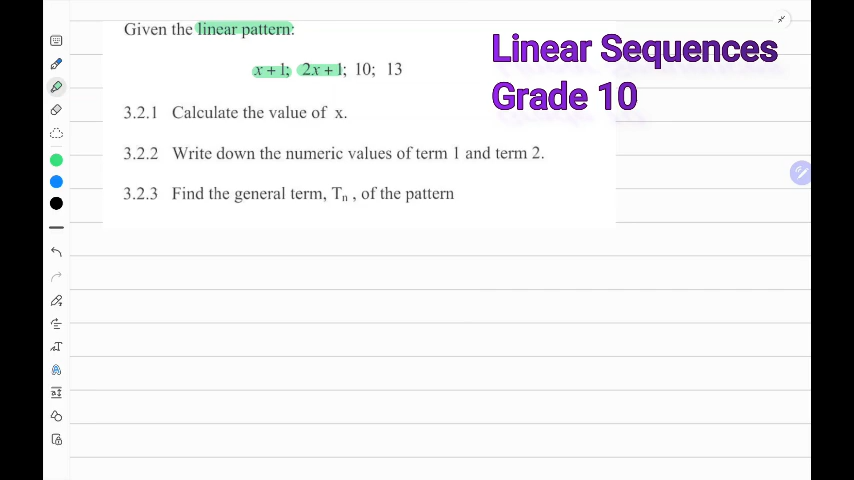 Given the linear pattern:
x + 1; 2x + 1; 10; 13
3.2.1 Calculate the value of x.
3.2.2 Write down the numeric values of term 1 and term 2.
3.2.3 Find the general term, Tₙ , of the pattern
Linear Sequences
Grade 10